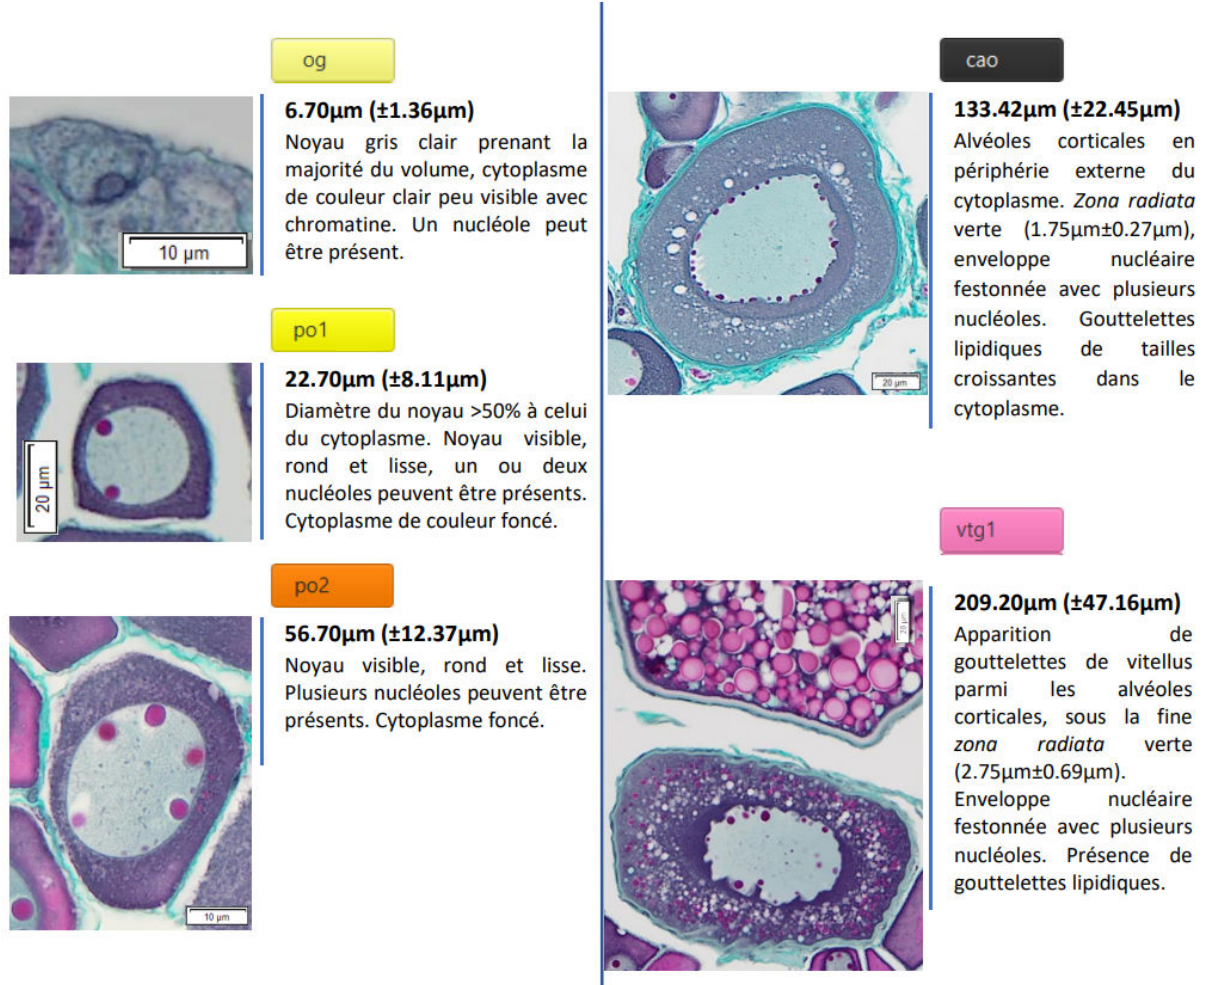 og
6.70µm (±1.36µm)
Noyau gris clair prenant la
majorité du volume, cytoplasme
de couleur clair peu visible avec
chromatine. Un nucléole peut
être présent.
10 µm
po1
22.70µm (±8.11µm)
Diamètre du noyau >50% à celui
du cytoplasme. Noyau visible,
rond et lisse, un ou deux
nucléoles peuvent être présents.
Cytoplasme de couleur foncé.
20 µm
po2
56.70µm (±12.37µm)
Noyau visible, rond et lisse.
Plusieurs nucléoles peuvent être
présents. Cytoplasme foncé.
10 µm
cao
133.42µm (±22.45µm)
Alvéoles corticales en
périphérie externe du
cytoplasme. Zona radiata
verte (1.75µm±0.27µm),
enveloppe nucléaire
festonnée avec plusieurs
nucléoles. Gouttelettes
lipidiques de tailles
croissantes dans le
cytoplasme.
20 µm
vtg1
209.20µm (±47.16µm)
Apparition de
gouttelettes de vitellus
parmi les alvéoles
corticales, sous la fine
zona radiata verte
(2.75µm±0.69µm).
Enveloppe nucléaire
festonnée avec plusieurs
nucléoles. Présence de
gouttelettes lipidiques.
20 µm